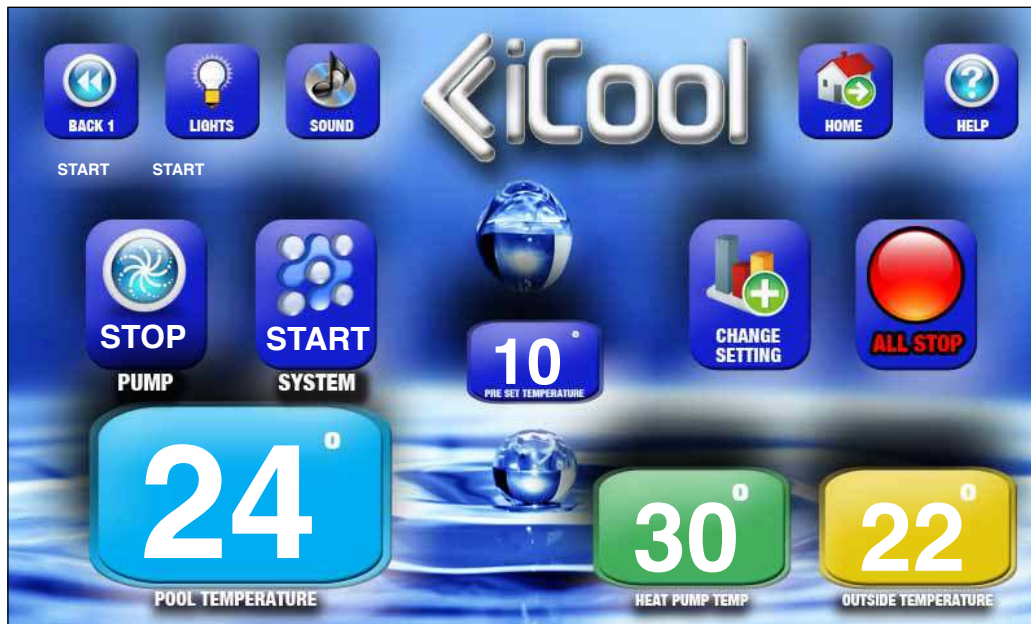 iCool
BACK 1
LIGHTS
SOUND
HOME
HELP
START
START
STOP
PUMP
START
SYSTEM
10°
PRE SET TEMPERATURE
CHANGE
SETTING
ALL STOP
24°
POOL TEMPERATURE
30°
HEAT PUMP TEMP
22°
OUTSIDE TEMPERATURE